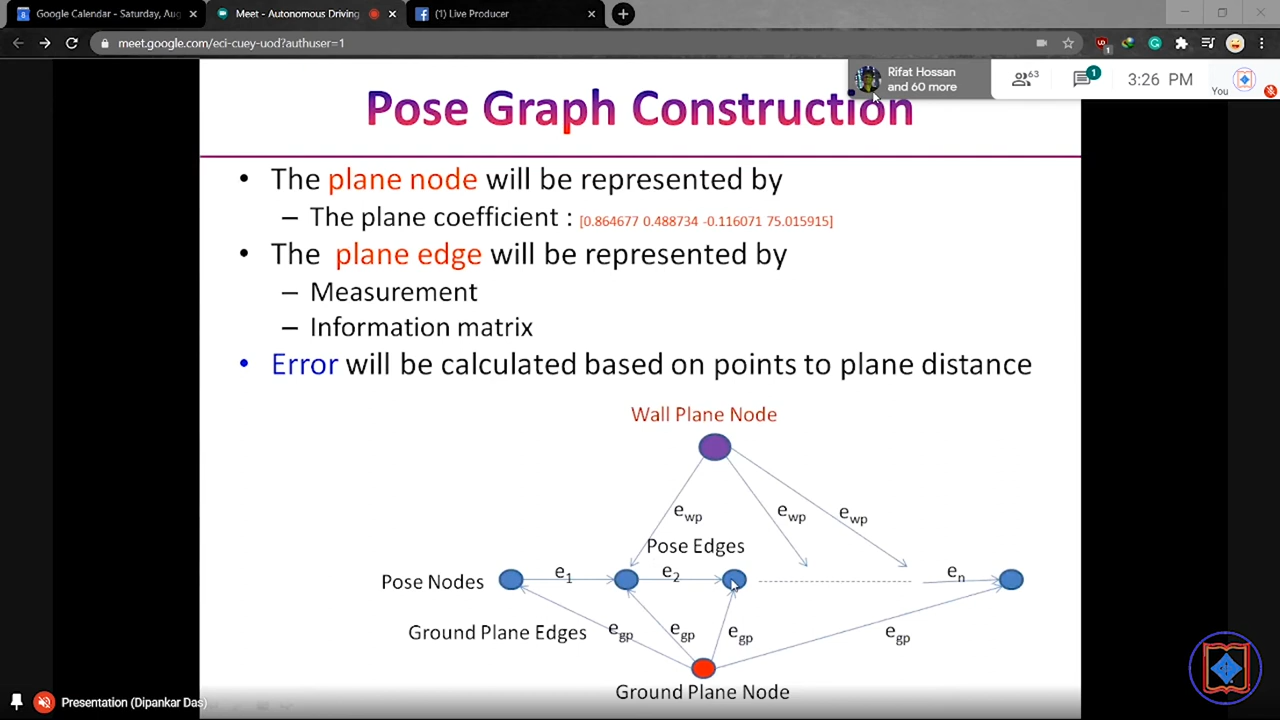 Google Calendar - Saturday, Aug
Meet - Autonomous Driving
f Live Producer
meet.google.com/eci-cuey-uod?authuser=1
Rifat Hossan
and 60 more
63
1
3:26 PM
You
Pose Graph Construction
• The plane node will be represented by
– The plane coefficient : [0.864677 0.488734 -0.116071 75.015915]
• The plane edge will be represented by
– Measurement
– Information matrix
• Error will be calculated based on points to plane distance
Wall Plane Node
ewp
ewp
ewp
Pose Edges
Pose Nodes
e1
e2
en
Ground Plane Edges
egp
egp
egp
egp
Ground Plane Node
Presentation (Dipankar Das)